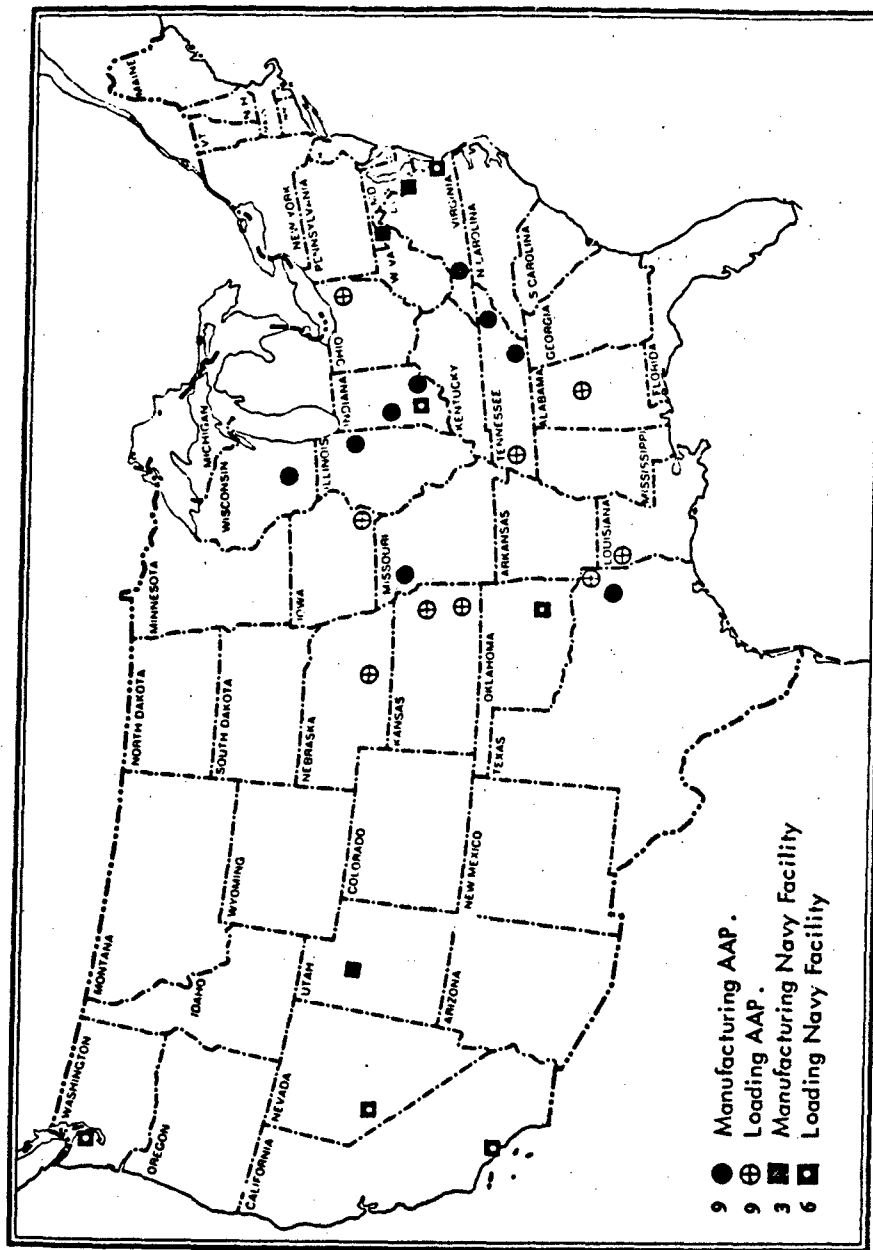 WASHINGTON
MONTANA
NORTH DAKOTA
MINNESOTA
MICHIGAN
MAINE
VT
N.H
OREGON
IDAHO
WYOMING
SOUTH DAKOTA
WISCONSIN
NEW YORK
CALIFORNIA
NEVADA
UTAH
COLORADO
NEBRASKA
IOWA
ILLINOIS
INDIANA
OHIO
PENNSYLVANIA
KANSAS
MISSOURI
KENTUCKY
W VA
VIRGINIA
ARIZONA
NEW MEXICO
TEXAS
OKLAHOMA
ARKANSAS
TENNESSEE
N CAROLINA
S CAROLINA
LOUISIANA
MISSISSIPPI
ALABAMA
GEORGIA
FLORIDA
9 Manufacturing AAP.
9 Loading AAP.
3 Manufacturing Navy Facility
6 Loading Navy Facility